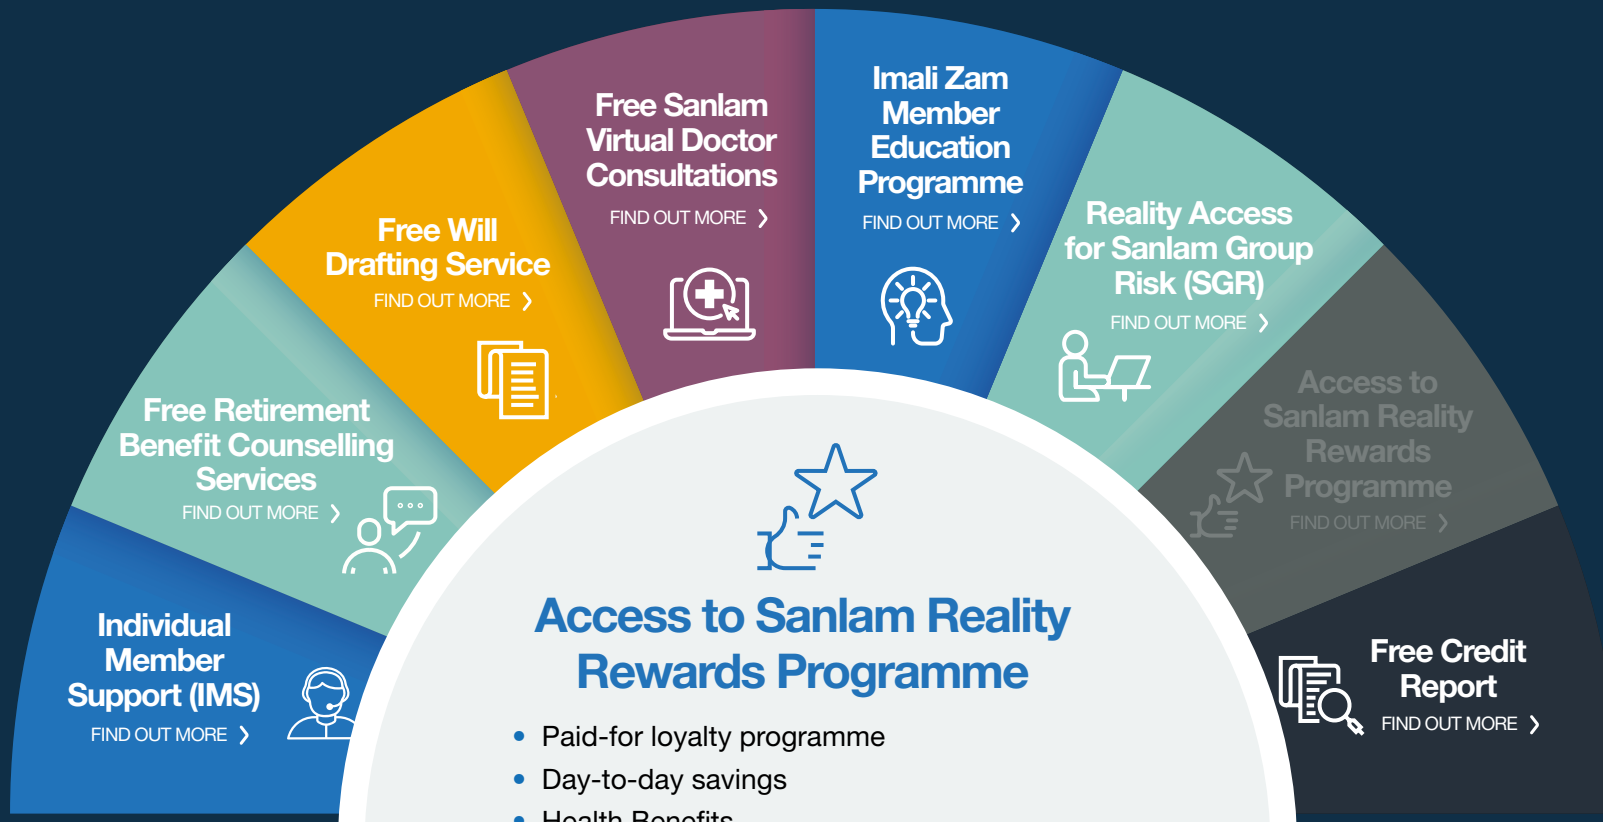 Individual
Member
Support (IMS)
FIND OUT MORE
Free Retirement
Benefit Counselling
Services
FIND OUT MORE
Free Will
Drafting Service
FIND OUT MORE
Free Sanlam
Virtual Doctor
Consultations
FIND OUT MORE
Imali Zam
Member
Education
Programme
FIND OUT MORE
Reality Access
for Sanlam Group
Risk (SGR)
FIND OUT MORE
Access to
Sanlam Reality
Rewards
Programme
FIND OUT MORE
Free Credit
Report
FIND OUT MORE
Access to Sanlam Reality
Rewards Programme
• Paid-for loyalty programme
• Day-to-day savings
• Health Benefits